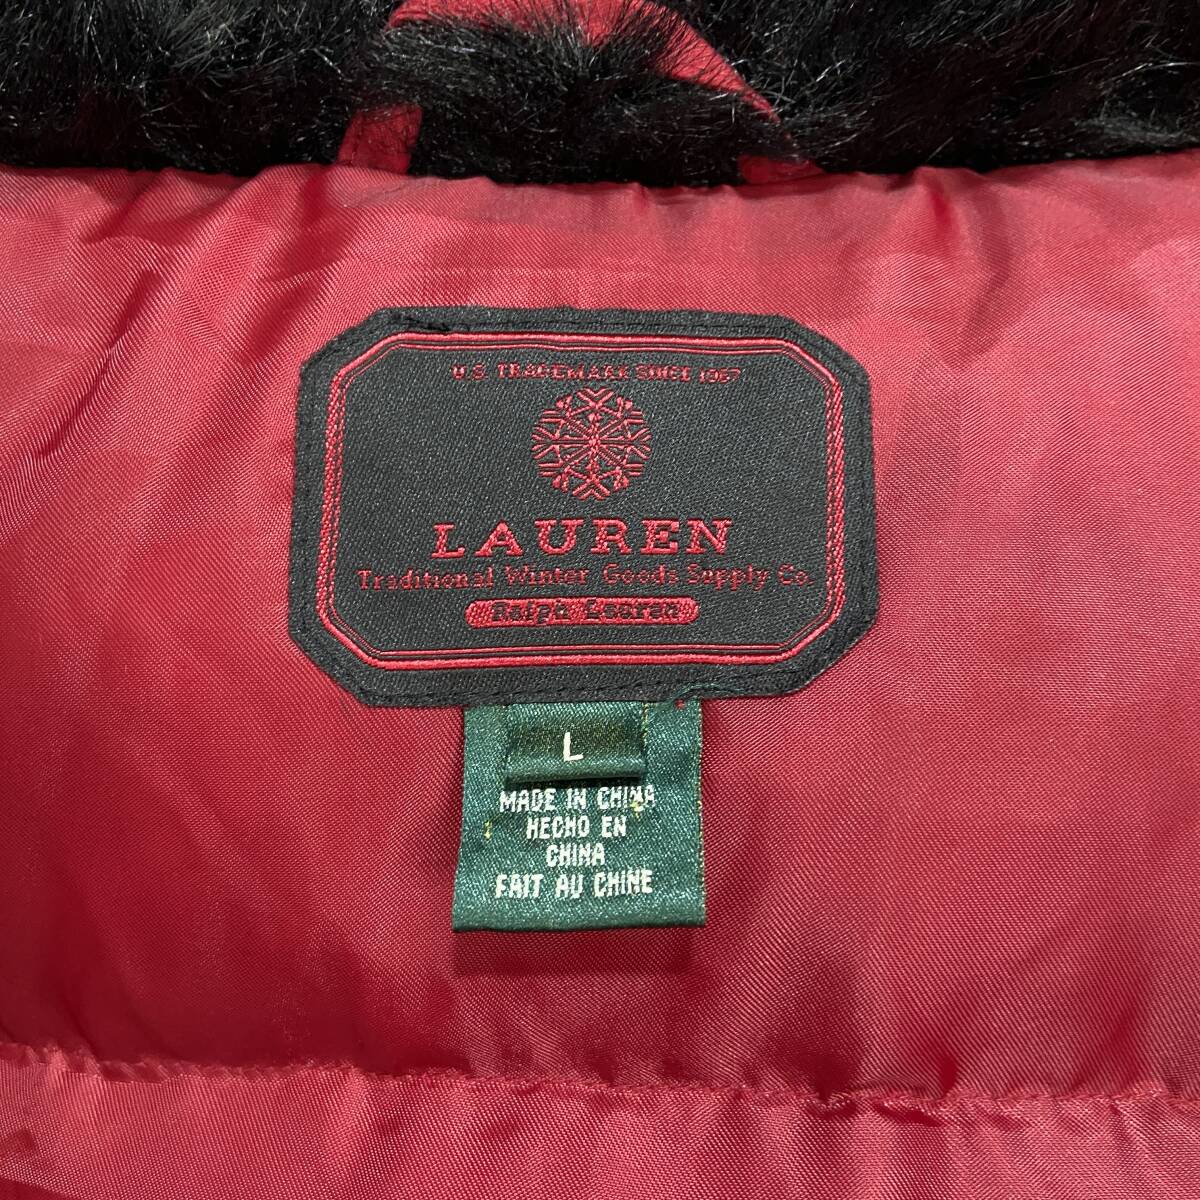 U.S. TRADEMARK SINCE 1967
LAUREN
Traditional Winter Goods Supply Co.
Ralph Lauren
L
MADE IN CHINA
HECHO EN
CHINA
FAIT AU CHINE